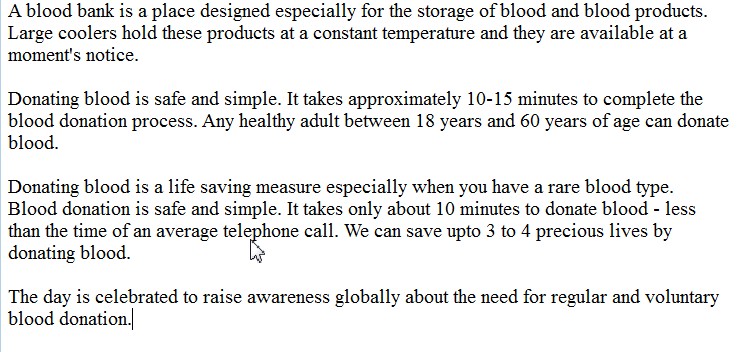 A blood bank is a place designed especially for the storage of blood and blood products.
Large coolers hold these products at a constant temperature and they are available at a
moment's notice.
Donating blood is safe and simple. It takes approximately 10-15 minutes to complete the
blood donation process. Any healthy adult between 18 years and 60 years of age can donate
blood.
Donating blood is a life saving measure especially when you have a rare blood type.
Blood donation is safe and simple. It takes only about 10 minutes to donate blood - less
than the time of an average telephone call. We can save upto 3 to 4 precious lives by
donating blood.
The day is celebrated to raise awareness globally about the need for regular and voluntary
blood donation.